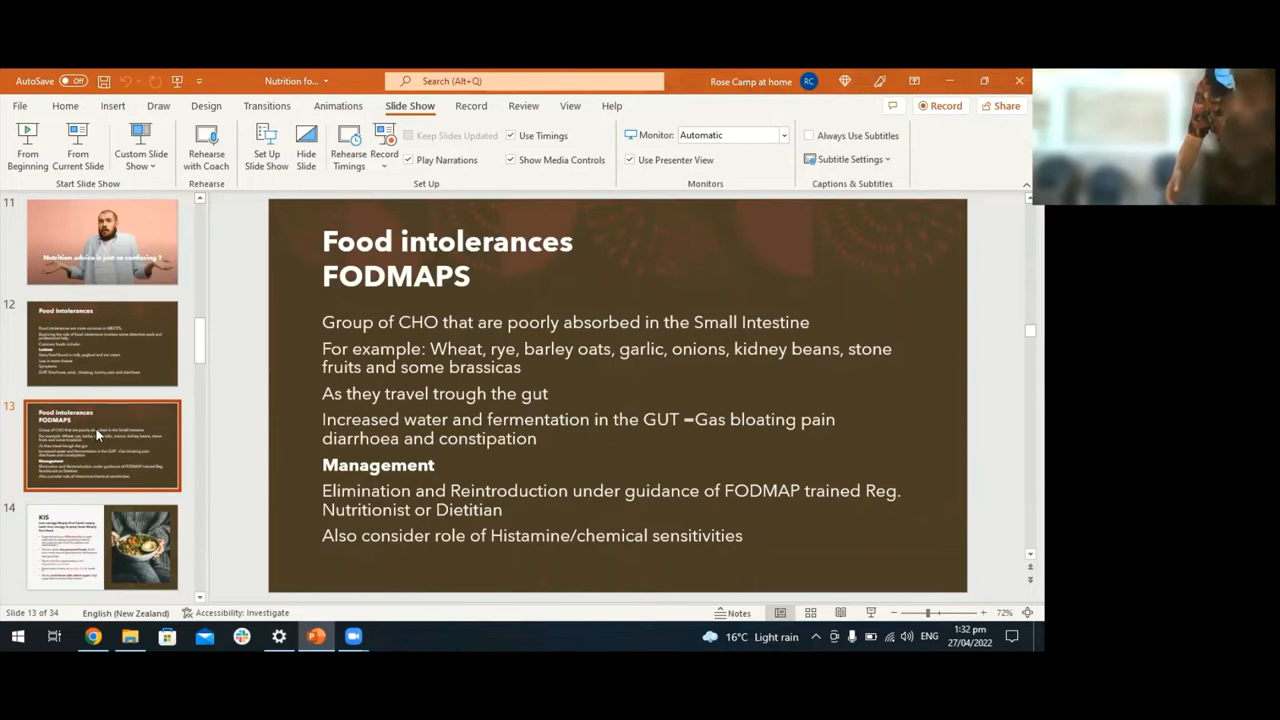 AutoSave Off
Nutrition fo...
Search (Alt+Q)
Rose Camp at home RC
File Home Insert Draw Design Transitions Animations Slide Show Record Review View Help
Record Share
From Beginning
From Current Slide
Custom Slide Show
Start Slide Show
Rehearse with Coach
Rehearse
Set Up Slide Show
Hide Slide
Rehearse Timings
Record
Keep Slides Updated
Use Timings
Play Narrations
Show Media Controls
Set Up
Monitor: Automatic
Use Presenter View
Monitors
Always Use Subtitles
Subtitle Settings
Captions & Subtitles
11
Nutrition advice is just so confusing ?
12
Food Intolerances
13
Food intolerances
FODMAPS
14
KIS
Food intolerances
FODMAPS
Group of CHO that are poorly absorbed in the Small Intestine
For example: Wheat, rye, barley oats, garlic, onions, kidney beans, stone
fruits and some brassicas
As they travel trough the gut
Increased water and fermentation in the GUT =Gas bloating pain
diarrhoea and constipation
Management
Elimination and Reintroduction under guidance of FODMAP trained Reg.
Nutritionist or Dietitian
Also consider role of Histamine/chemical sensitivities
Slide 13 of 34 English (New Zealand) Accessibility: Investigate
Notes
72%
16°C Light rain
ENG
1:32 pm
27/04/2022